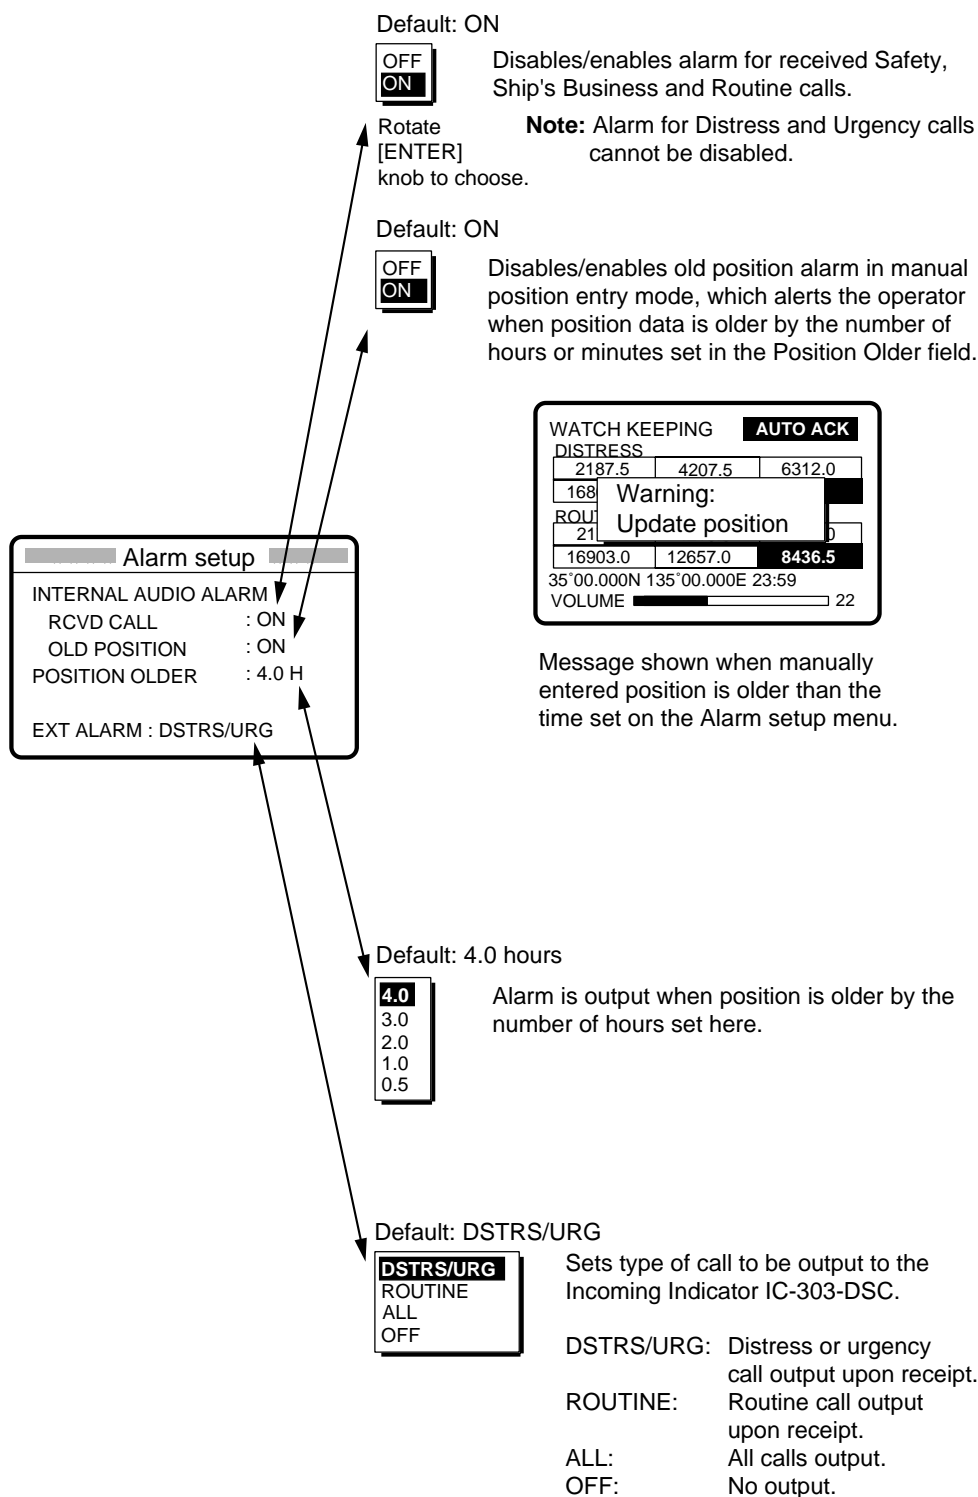 Default: ON
OFF
ON
Disables/enables alarm for received Safety,
Ship's Business and Routine calls.
Rotate
[ENTER]
knob to choose.
Note: Alarm for Distress and Urgency calls
cannot be disabled.
Default: ON
OFF
ON
Disables/enables old position alarm in manual
position entry mode, which alerts the operator
when position data is older by the number of
hours or minutes set in the Position Older field.
WATCH KEEPING AUTO ACK
DISTRESS
2187.5 4207.5 6312.0
168
Warning:
Update position
ROUT
21 0
16903.0 12657.0 8436.5
35°00.000N 135°00.000E 23:59
VOLUME 22
Message shown when manually
entered position is older than the
time set on the Alarm setup menu.
Alarm setup
INTERNAL AUDIO ALARM
RCVD CALL : ON
OLD POSITION : ON
POSITION OLDER : 4.0 H
EXT ALARM : DSTRS/URG
Default: 4.0 hours
4.0
3.0
2.0
1.0
0.5
Alarm is output when position is older by the
number of hours set here.
Default: DSTRS/URG
DSTRS/URG
ROUTINE
ALL
OFF
Sets type of call to be output to the
Incoming Indicator IC-303-DSC.
DSTRS/URG: Distress or urgency
call output upon receipt.
ROUTINE: Routine call output
upon receipt.
ALL: All calls output.
OFF: No output.